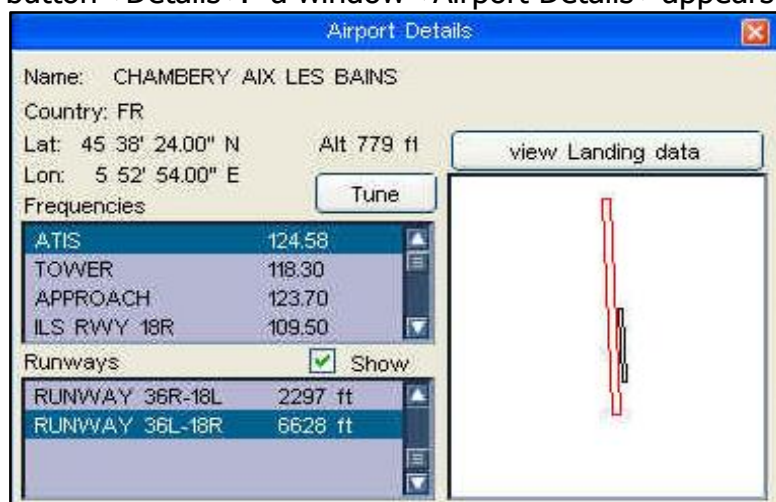 button «Details»: a window «Airport Details» appears
Airport Details
Name: CHAMBERY AIX LES BAINS
Country: FR
Lat: 45 38' 24.00" N Alt 779 ft
Lon: 5 52' 54.00" E
view Landing data
Frequencies
Tune
ATIS 124.58
TOWER 118.30
APPROACH 123.70
ILS RWY 18R 109.50
Runways
Show
RUNWAY 36R-18L 2297 ft
RUNWAY 36L-18R 6628 ft